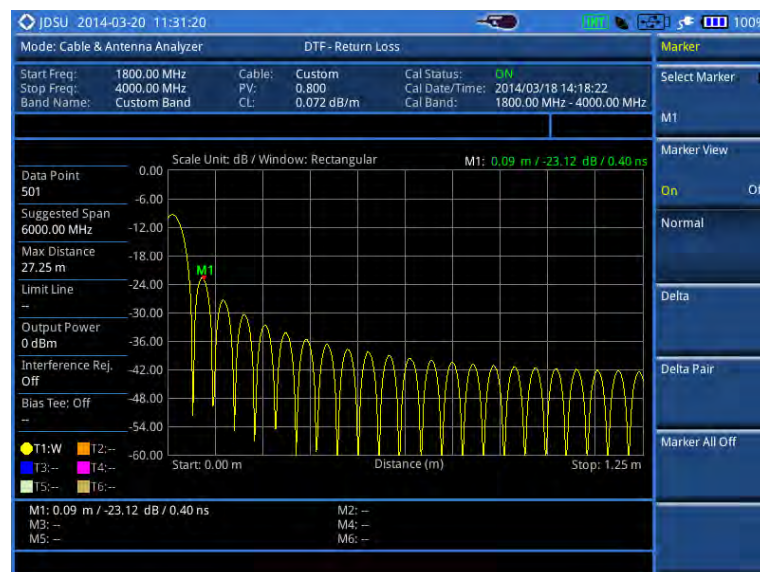 JDSU 2014-03-20 11:31:20
INT
100%
Mode: Cable & Antenna Analyzer DTF - Return Loss
Start Freq: 1800.00 MHz Cable: Custom Cal Status: ON
Stop Freq: 4000.00 MHz PV: 0.800 Cal Date/Time: 2014/03/18 14:18:22
Band Name: Custom Band CL: 0.072 dB/m Cal Band: 1800.00 MHz - 4000.00 MHz
Scale Unit: dB / Window: Rectangular M1: 0.09 m / -23.12 dB / 0.40 ns
Data Point
501
Suggested Span
6000.00 MHz
Max Distance
27.25 m
Limit Line
--
Output Power
0 dBm
Interference Rej.
Off
Bias Tee: Off
--
T1:W T2:--
T3:-- T4:--
T5:-- T6:--
0.00
-6.00
-12.00
-18.00
-24.00
-30.00
-36.00
-42.00
-48.00
-54.00
-60.00
M1
Start: 0.00 m Distance (m) Stop: 1.25 m
M1: 0.09 m / -23.12 dB / 0.40 ns M2: --
M3: -- M4: --
M5: -- M6: --
Marker
Select Marker
M1
Marker View
On Of
Normal
Delta
Delta Pair
Marker All Off